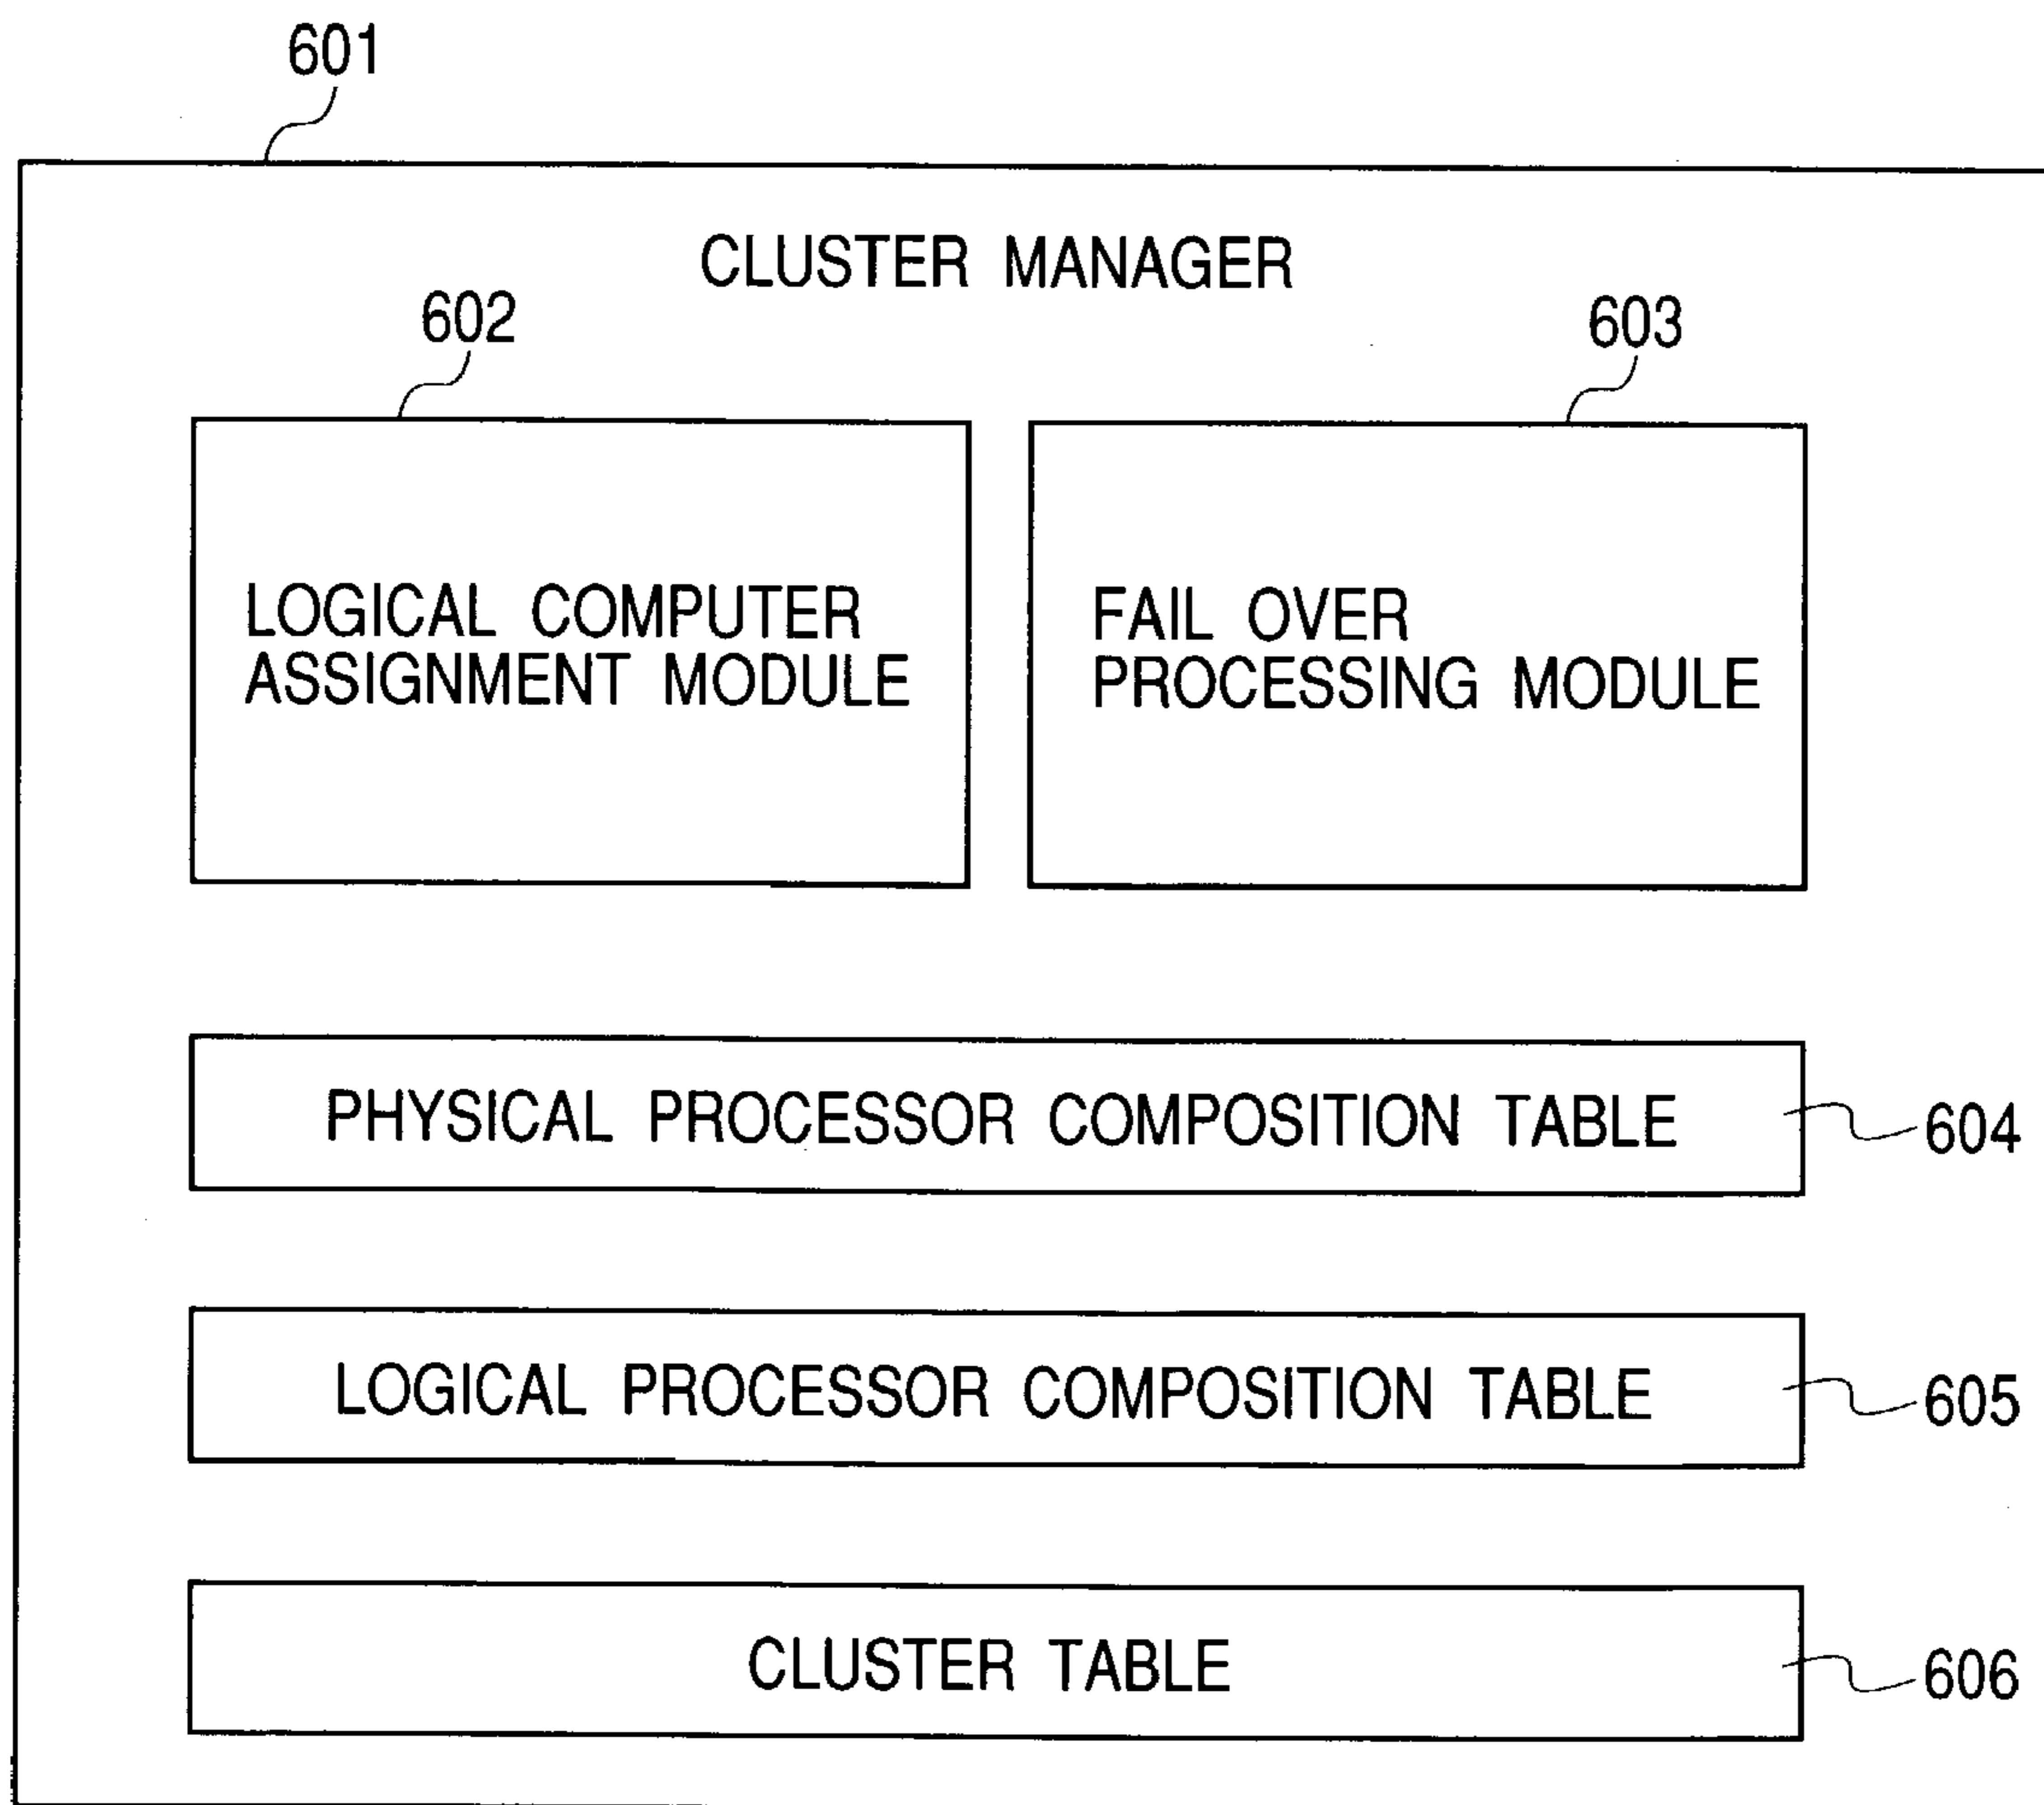 601
CLUSTER MANAGER
602
603
LOGICAL COMPUTER
ASSIGNMENT MODULE
FAIL OVER
PROCESSING MODULE
PHYSICAL PROCESSOR COMPOSITION TABLE
604
LOGICAL PROCESSOR COMPOSITION TABLE
605
CLUSTER TABLE
606